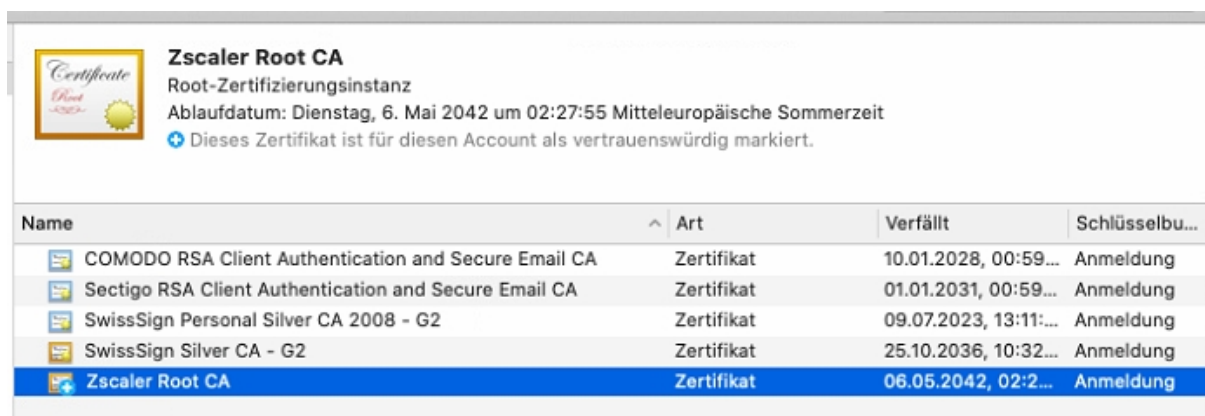 Certificate
Root
Zscaler Root CA
Root-Zertifizierungsinstanz
Ablaufdatum: Dienstag, 6. Mai 2042 um 02:27:55 Mitteleuropäische Sommerzeit
Dieses Zertifikat ist für diesen Account als vertrauenswürdig markiert.
Name Art Verfällt Schlüsselbu...
COMODO RSA Client Authentication and Secure Email CA Zertifikat 10.01.2028, 00:59... Anmeldung
Sectigo RSA Client Authentication and Secure Email CA Zertifikat 01.01.2031, 00:59... Anmeldung
SwissSign Personal Silver CA 2008 - G2 Zertifikat 09.07.2023, 13:11:... Anmeldung
SwissSign Silver CA - G2 Zertifikat 25.10.2036, 10:32... Anmeldung
Zscaler Root CA Zertifikat 06.05.2042, 02:2... Anmeldung